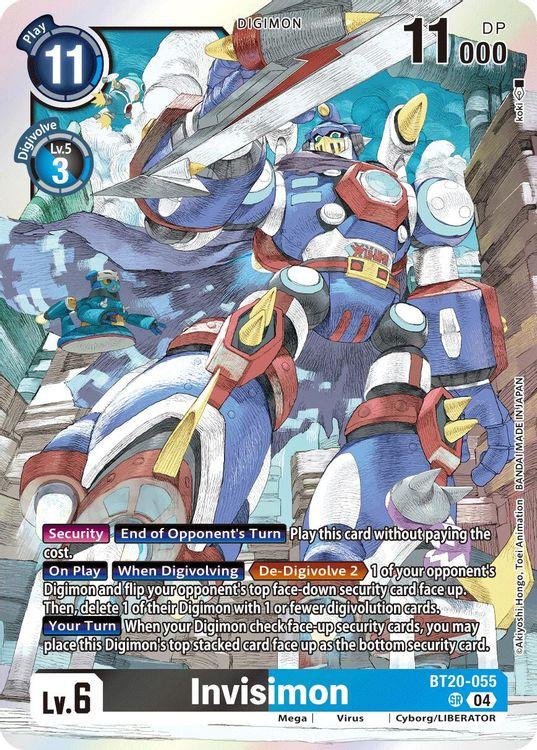 Play
11
DIGIMON
11000
DP
Digivolve
Lv.5
3
koki
Security End of Opponent's Turn Play this card without paying the
cost.
On Play When Digivolving De-Digivolve 2 1 of your opponent's
Digimon and flip your opponent's top face-down security card face up.
Then, delete 1 of their Digimon with 1 or fewer digivolution cards.
Your Turn When your Digimon check face-up security cards, you may
place this Digimon's top stacked card face up as the bottom security card.
©Akiyoshi Hongo, Toei Animation BANDAI MADE IN JAPAN
Lv.6
Invisimon
BT20-055
SR 04
Mega Virus Cyborg/LIBERATOR